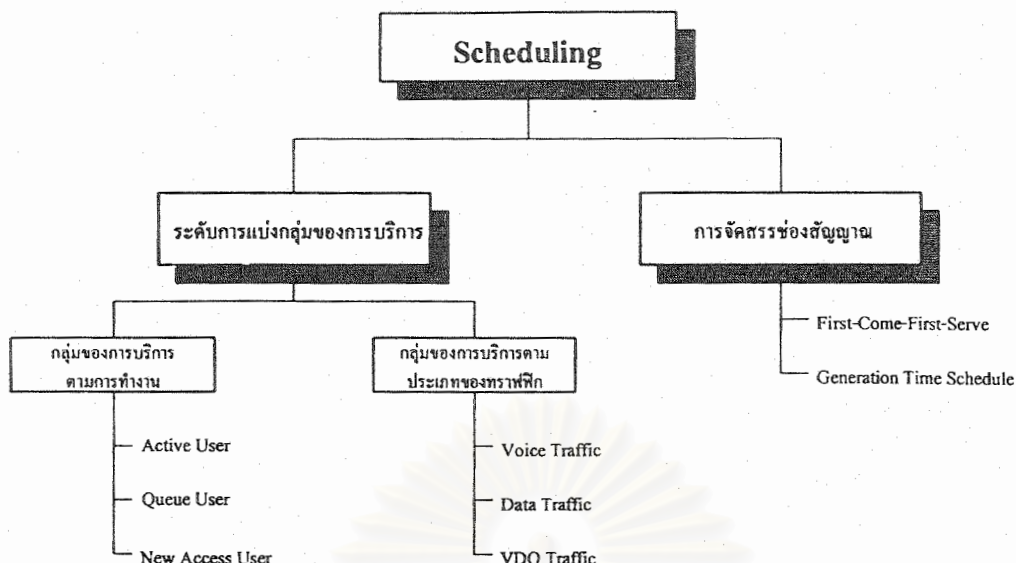 Scheduling
ระดับการแบ่งกลุ่มของการบริการ
การจัดสรรช่องสัญญาณ
กลุ่มของการบริการ
ตามการทำงาน
กลุ่มของการบริการตาม
ประเภทของทราฟฟิก
First-Come-First-Serve
Generation Time Schedule
Active User
Queue User
New Access User
Voice Traffic
Data Traffic
VDO Traffic